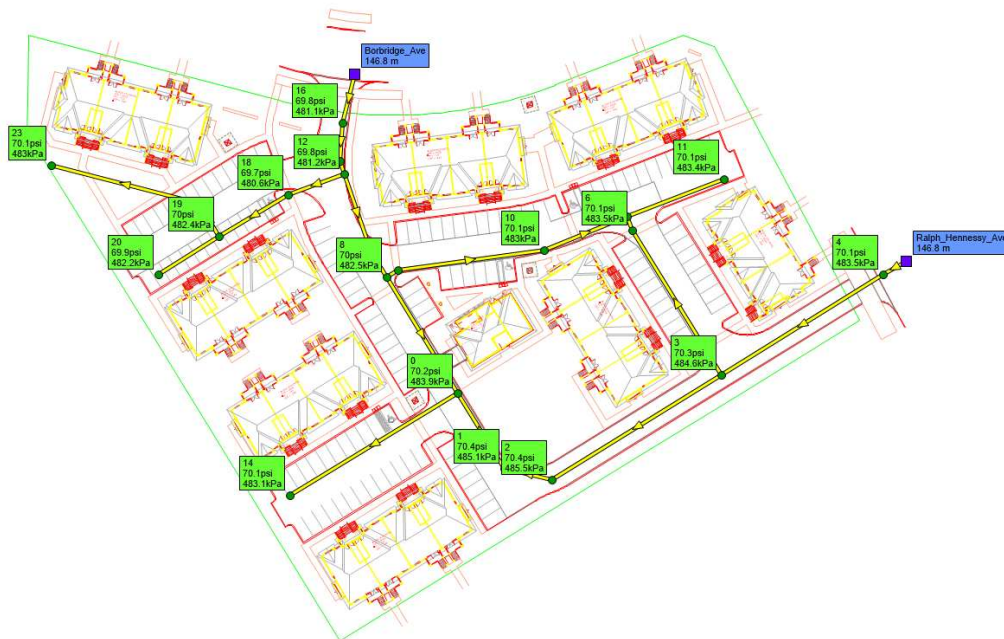 Borbridge_Ave
146.8 m
16
69.8psi
481.1kPa
12
69.8psi
481.2kPa
23
70.1psi
483kPa
18
69.7psi
480.6kPa
11
70.1psi
483.4kPa
19
70psi
482.4kPa
6
70.1psi
483.5kPa
10
70.1psi
483kPa
20
69.9psi
482.2kPa
8
70psi
482.5kPa
4
70.1psi
483.5kPa
Ralph_Hennessy_Ave
146.8 m
0
70.2psi
483.9kPa
3
70.3psi
484.6kPa
1
70.4psi
485.1kPa
2
70.4psi
485.5kPa
14
70.1psi
483.1kPa